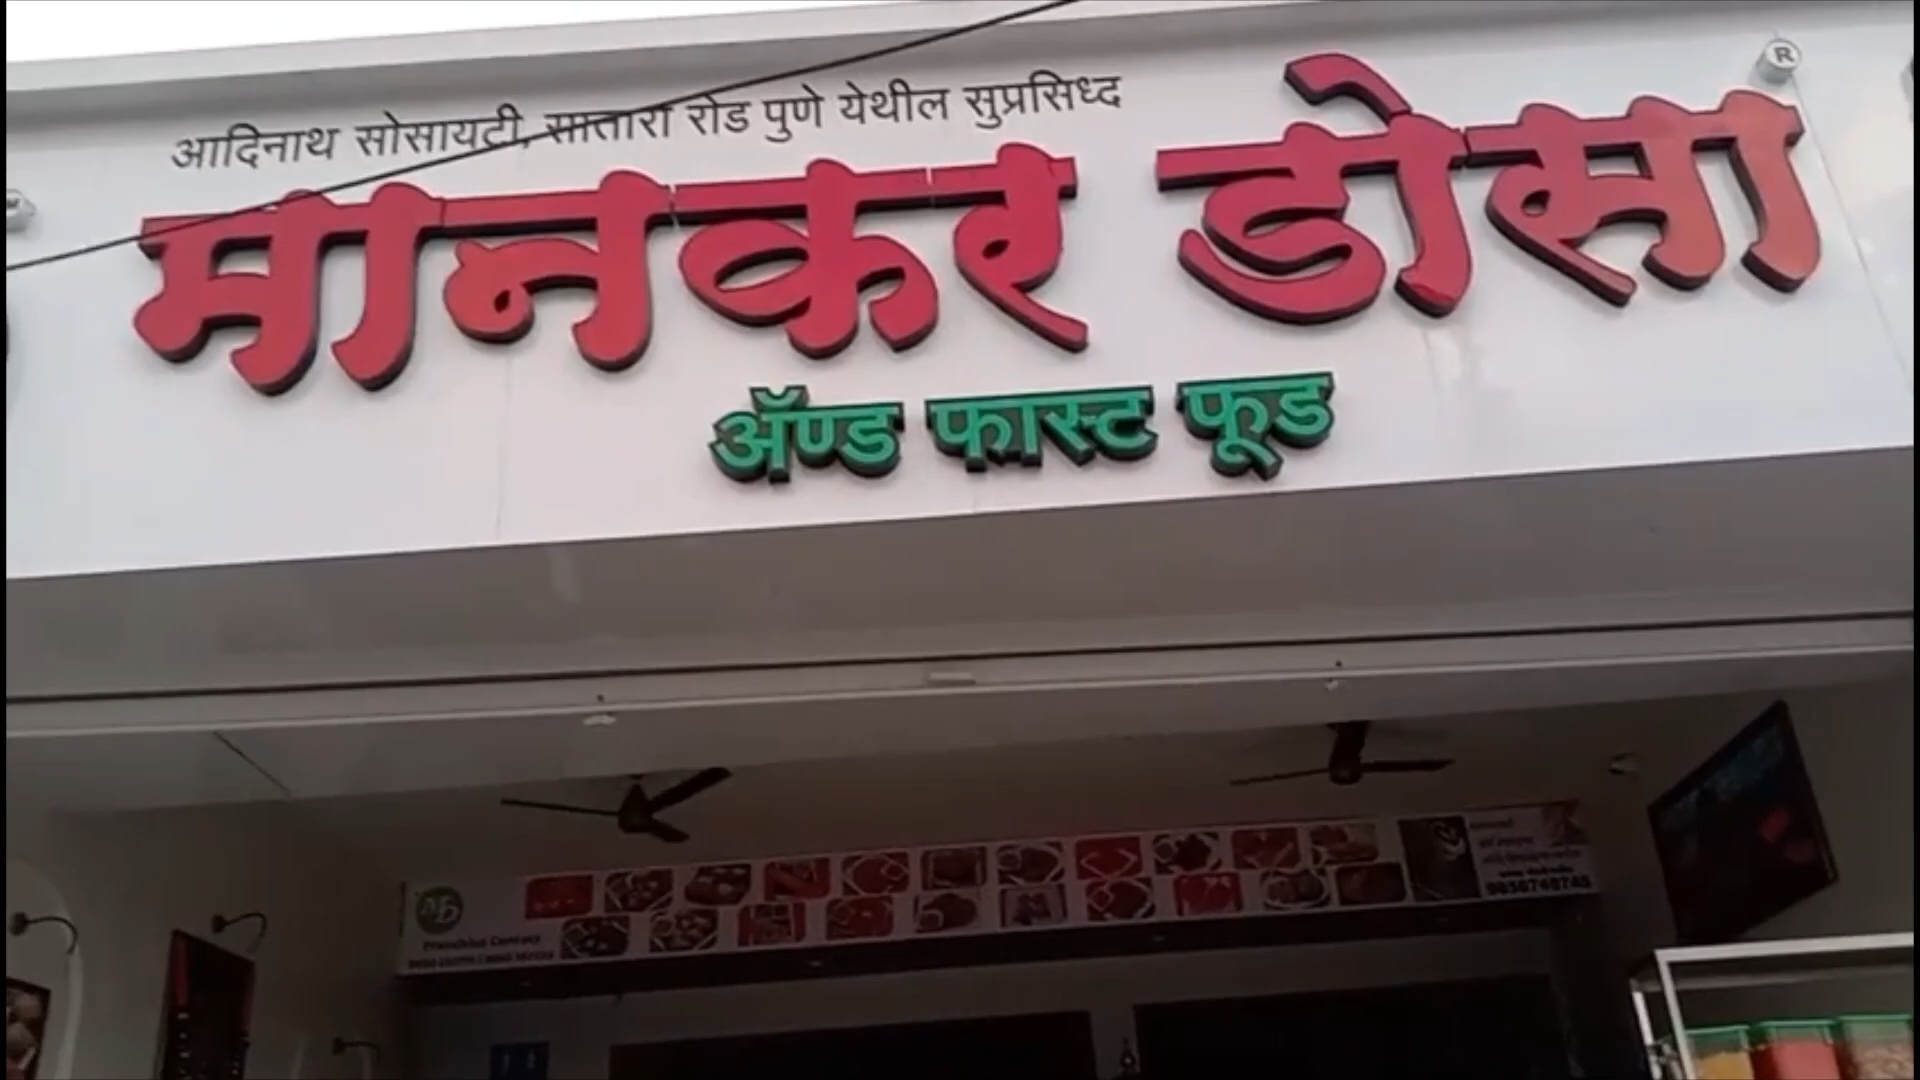 आदिनाथ सोसायटी, सातारा रोड पुणे येथील सुप्रसिध्द
मानकर डोसा
®
ॲण्ड फास्ट फूड